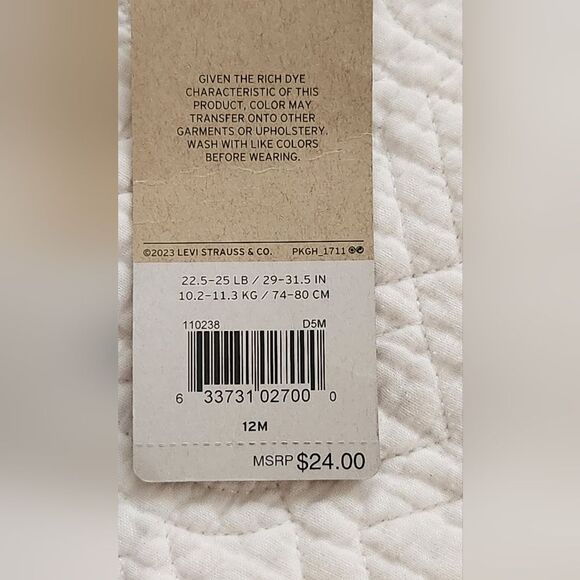 GIVEN THE RICH DYE
CHARACTERISTIC OF THIS
PRODUCT, COLOR MAY
TRANSFER ONTO OTHER
GARMENTS OR UPHOLSTERY.
WASH WITH LIKE COLORS
BEFORE WEARING.
©2023 LEVI STRAUSS & CO. PKGH_1711
22.5–25 LB / 29–31.5 IN
10.2–11.3 KG / 74–80 CM
110238 D5M
6 33731 02700 0
12M
MSRP $24.00